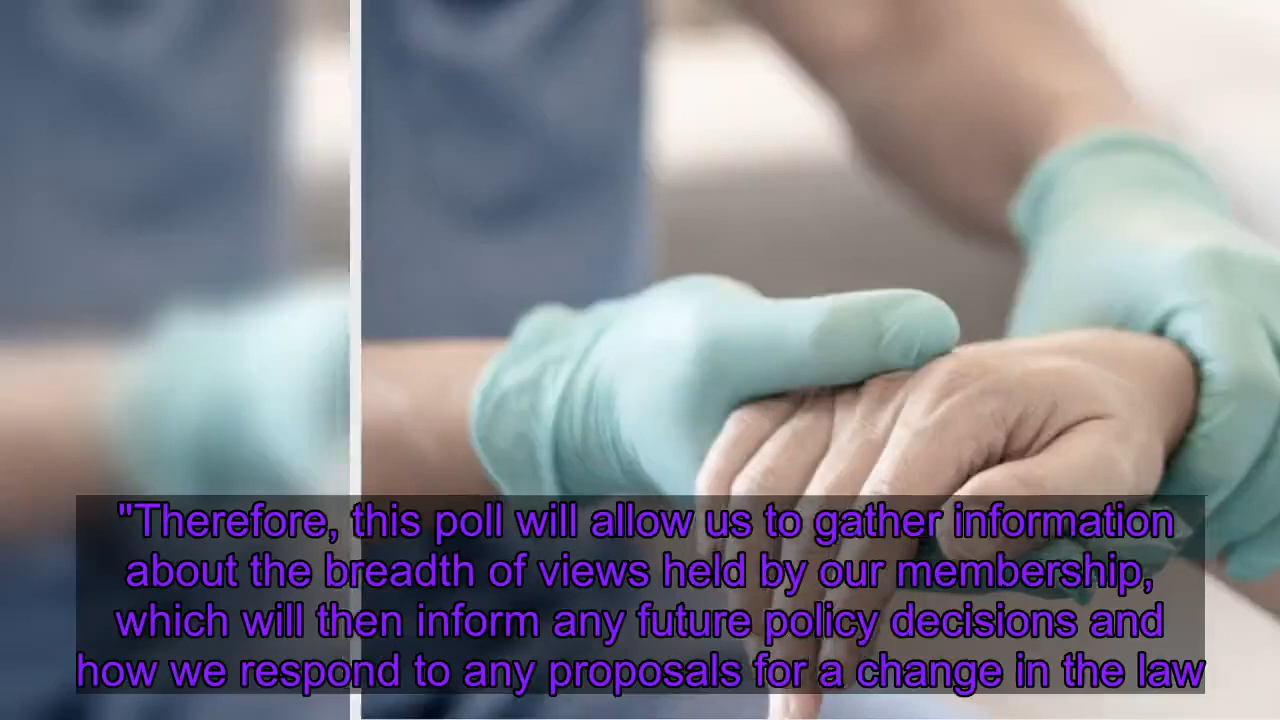 "Therefore, this poll will allow us to gather information
about the breadth of views held by our membership,
which will then inform any future policy decisions and
how we respond to any proposals for a change in the law